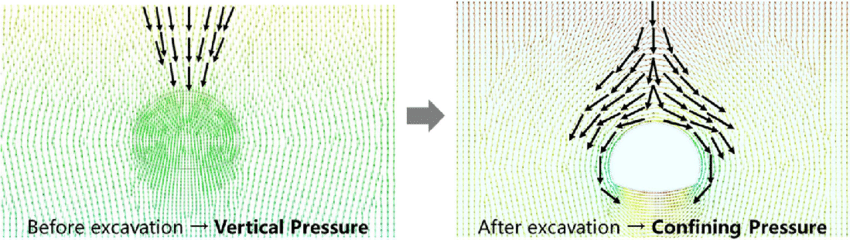 Before excavation → Vertical Pressure
After excavation → Confining Pressure